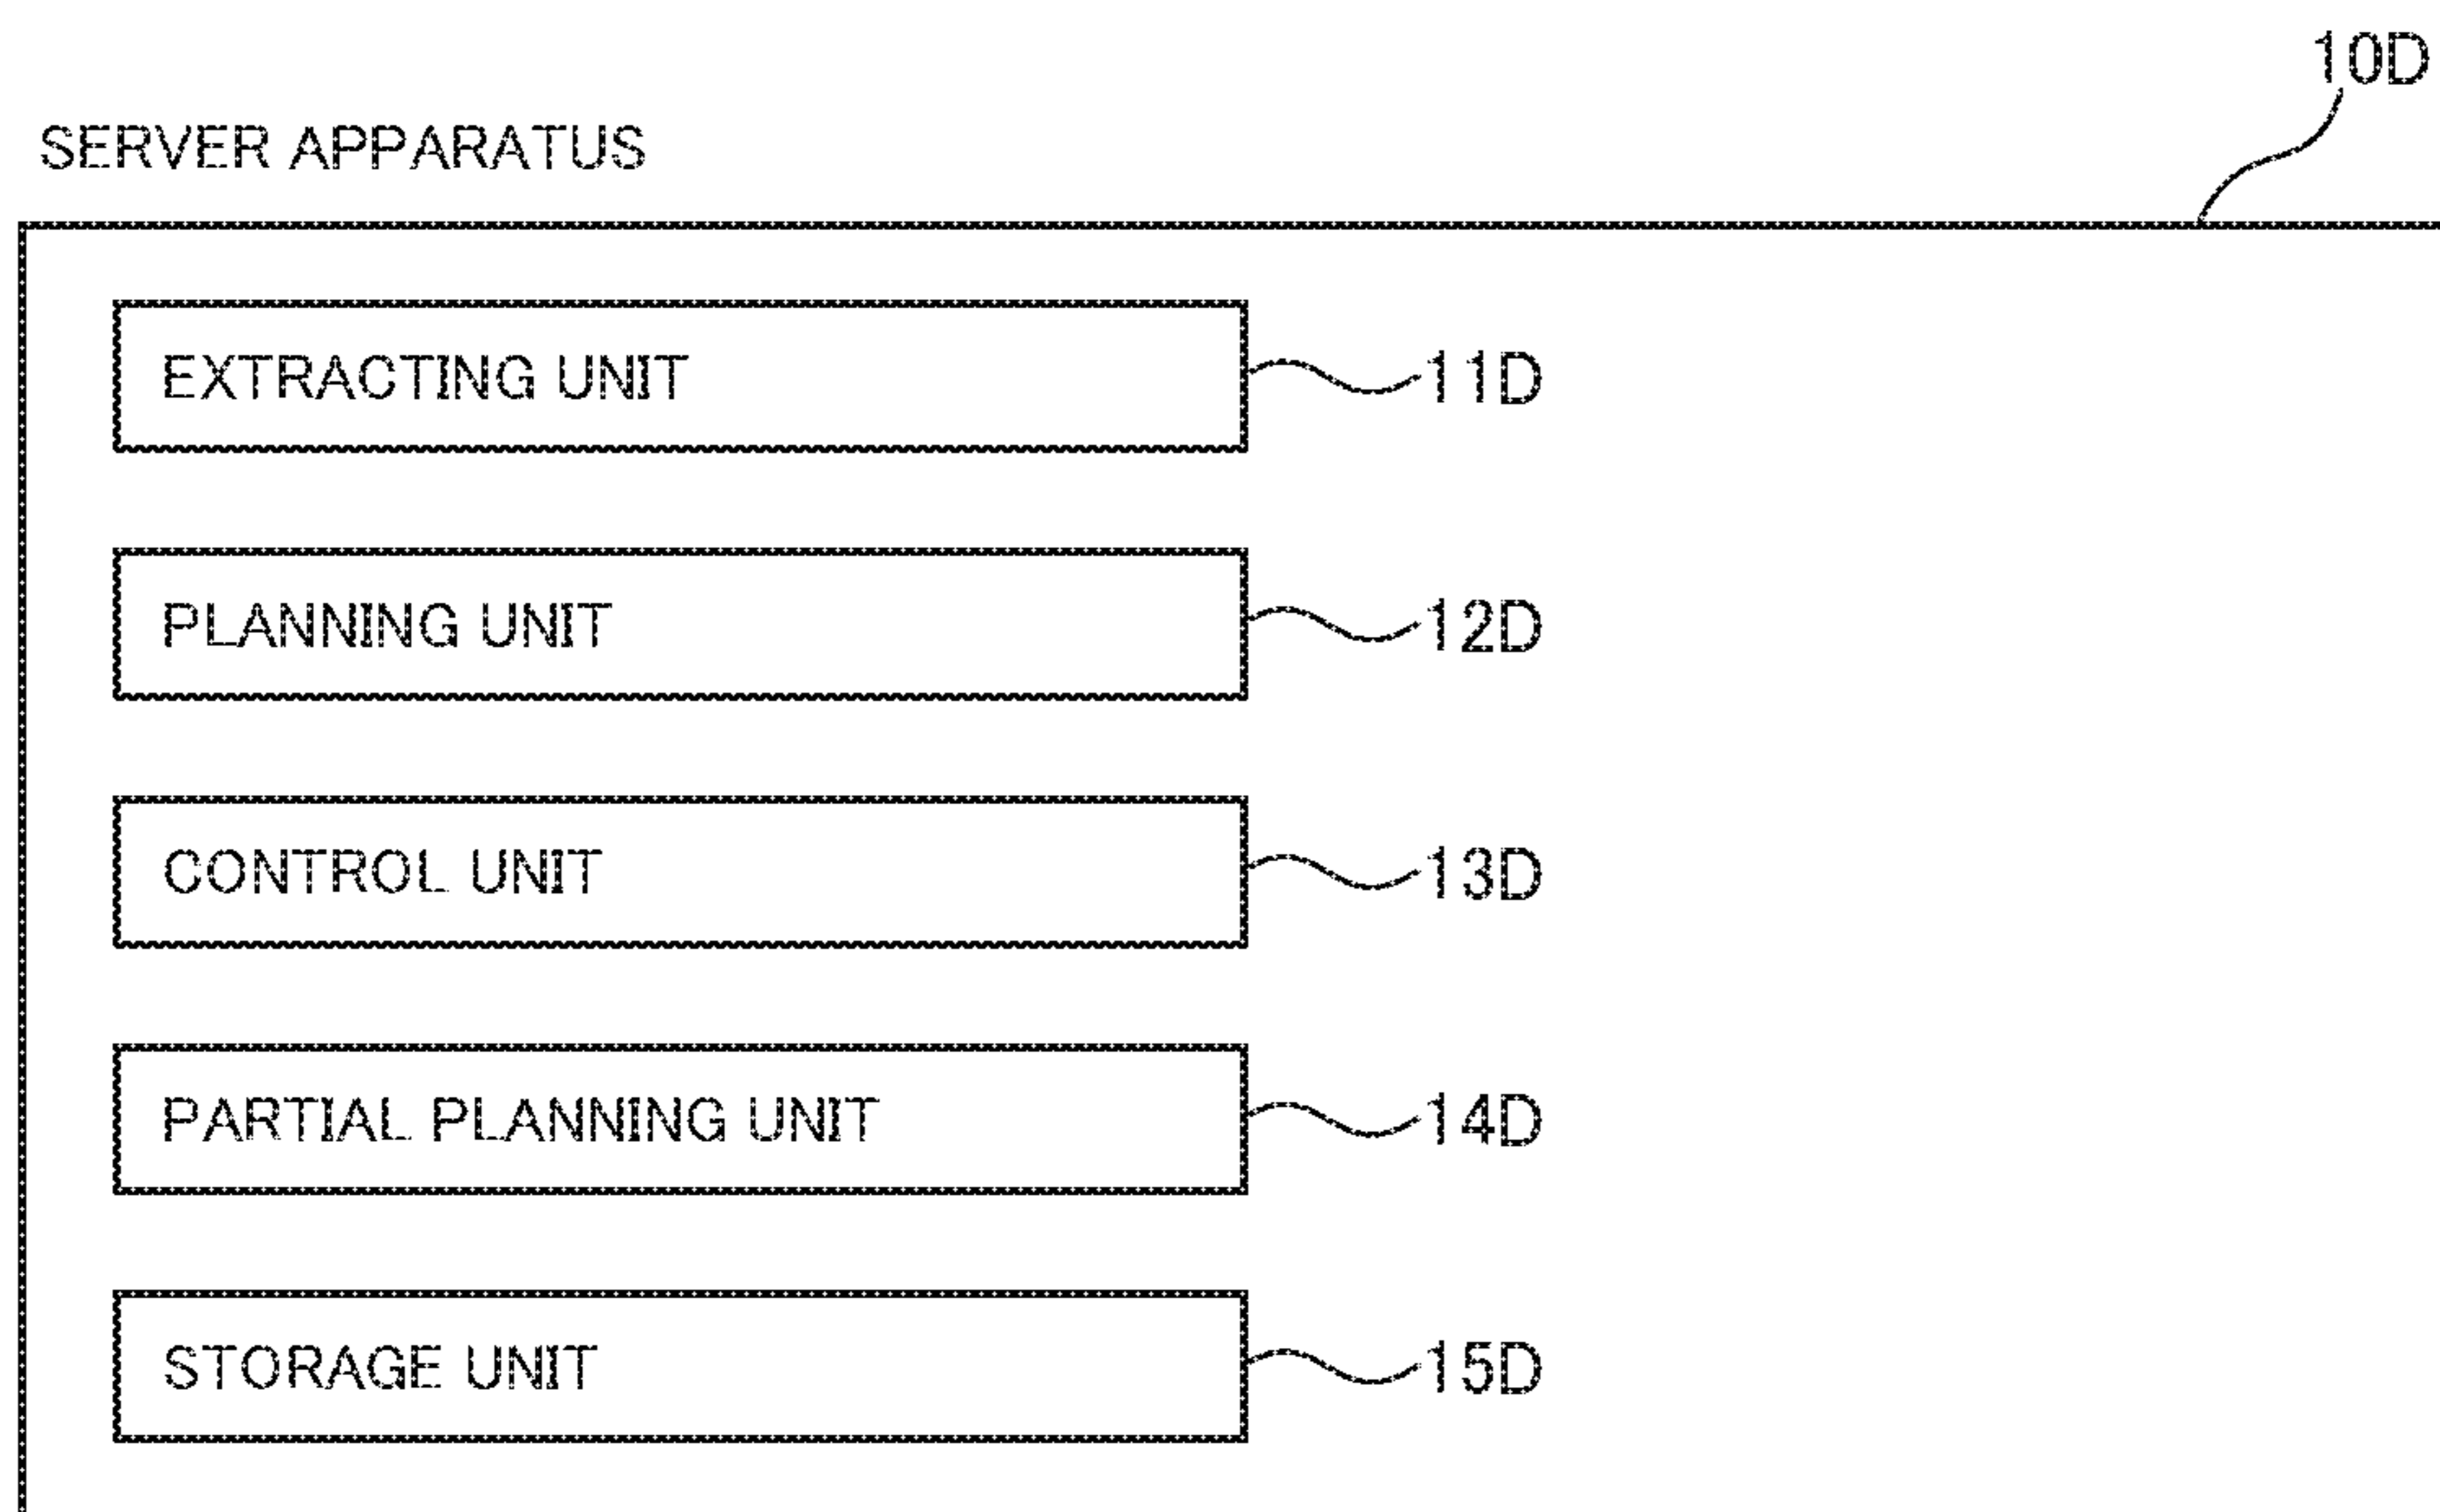 10D
SERVER APPARATUS
EXTRACTING UNIT 11D
PLANNING UNIT 12D
CONTROL UNIT 13D
PARTIAL PLANNING UNIT 14D
STORAGE UNIT 15D